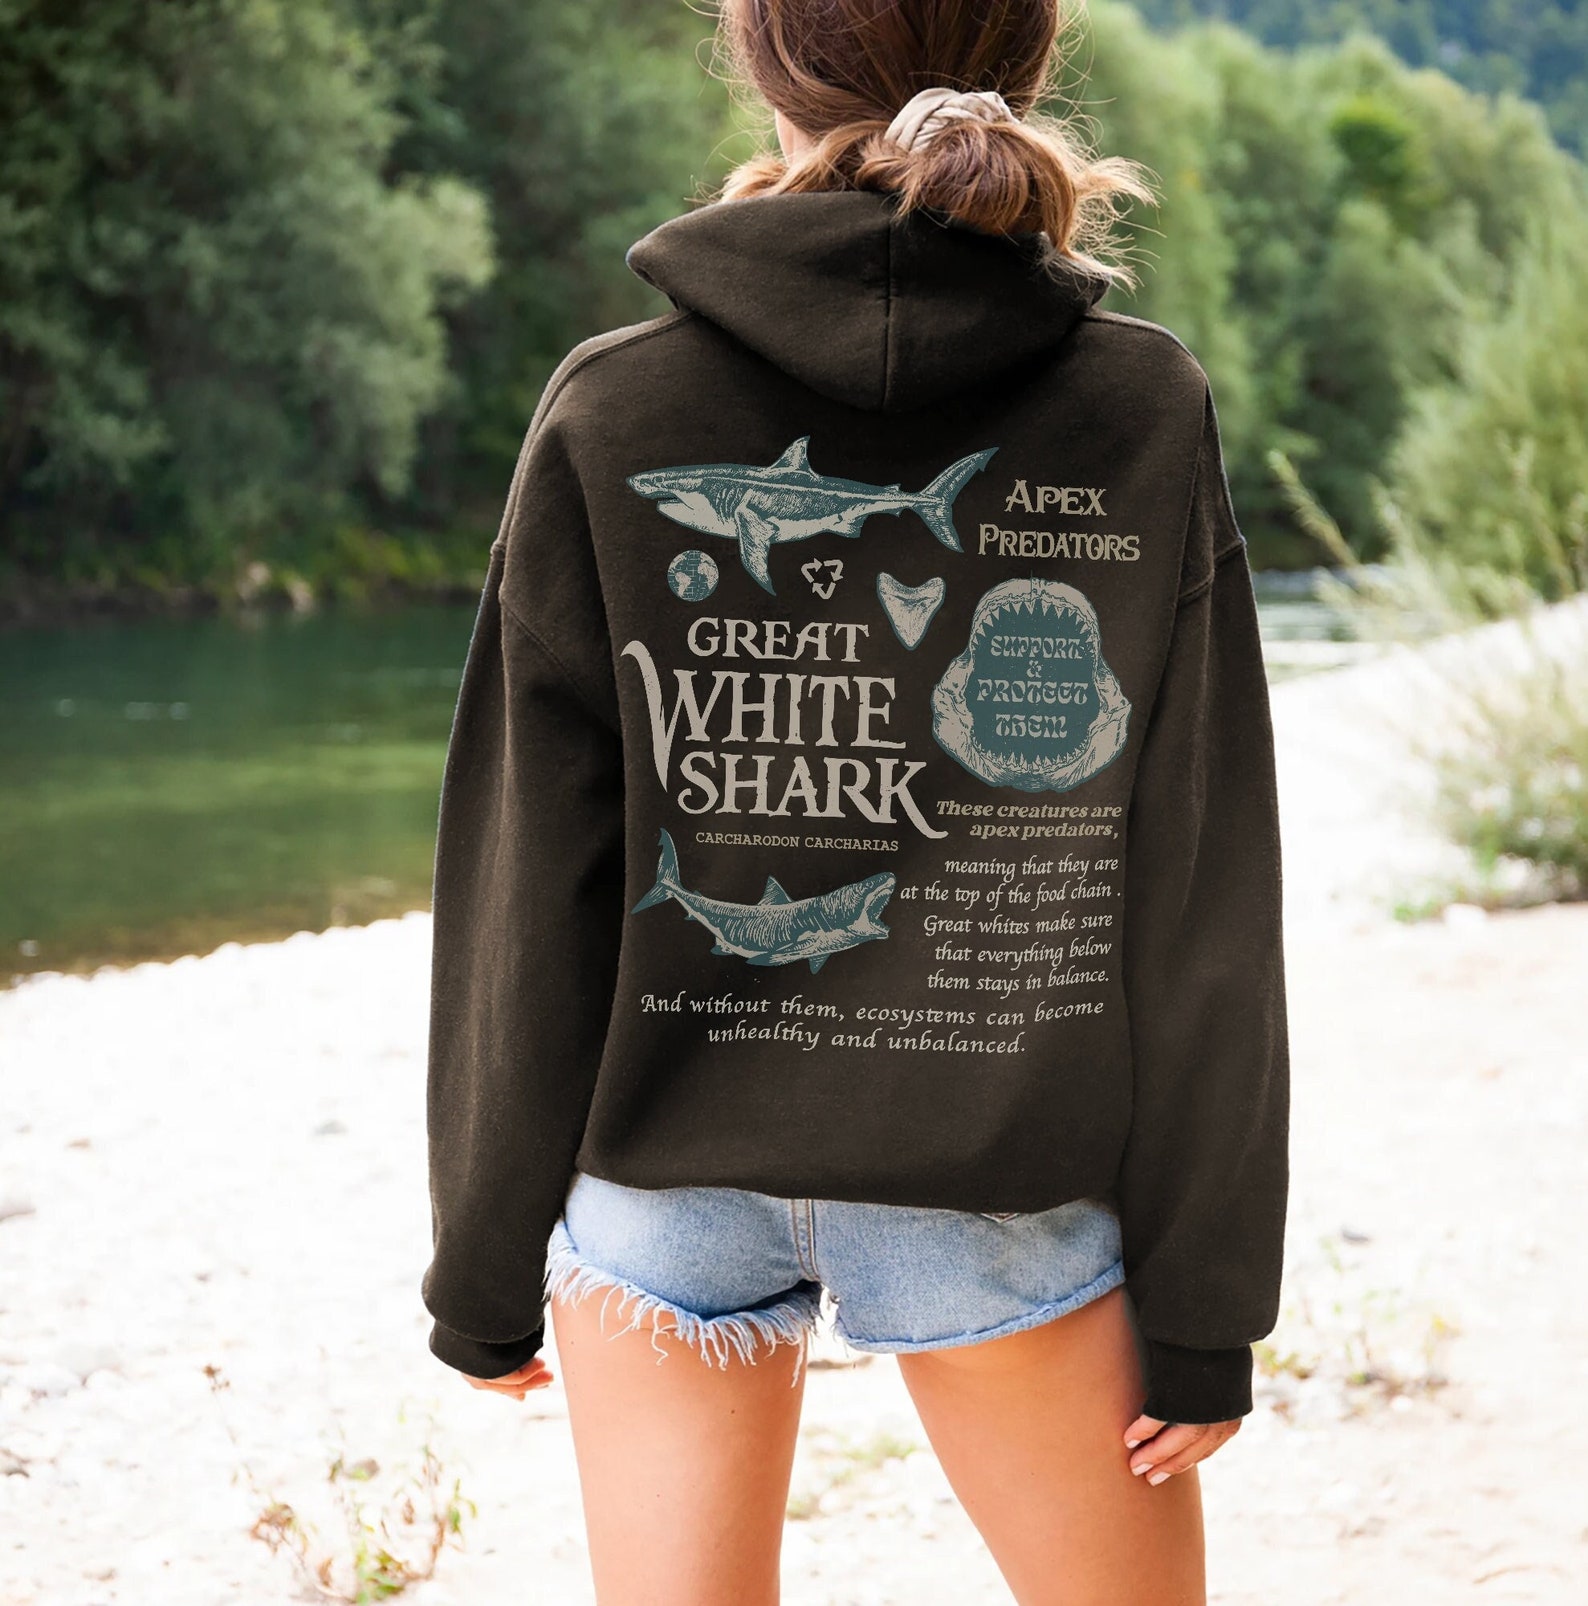 APEX
PREDATORS
GREAT
WHITE
SHARK
CARCHARODON CARCHARIAS
SUPPORT
&
PROTECT
THEM
These creatures are
apex predators,
meaning that they are
at the top of the food chain .
Great whites make sure
that everything below
them stays in balance.
And without them, ecosystems can become
unhealthy and unbalanced.